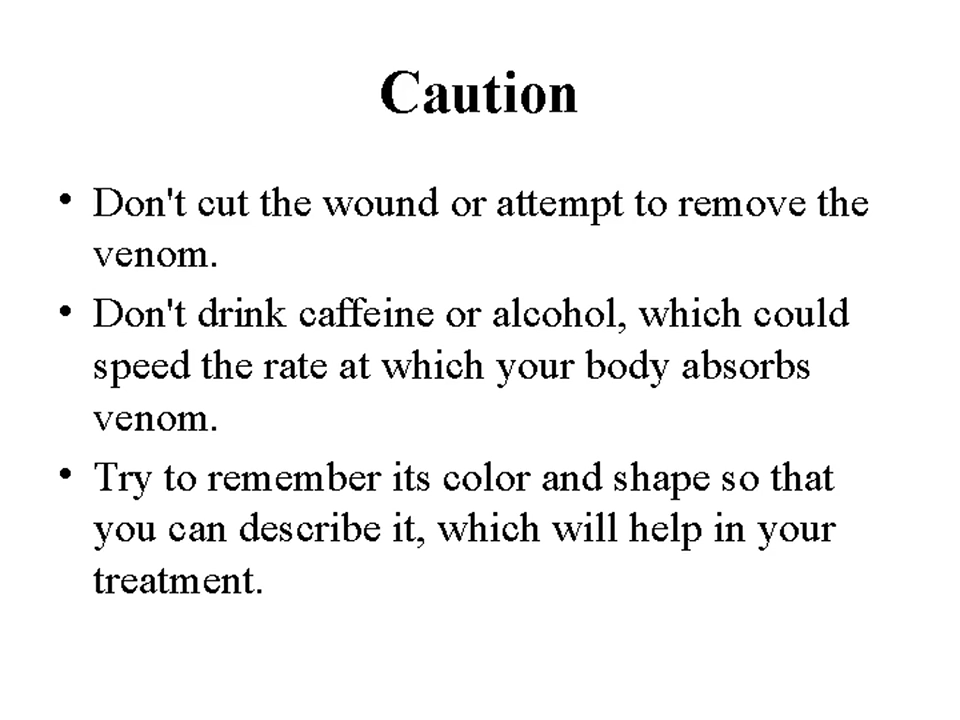 Caution
• Don't cut the wound or attempt to remove the
venom.
• Don't drink caffeine or alcohol, which could
speed the rate at which your body absorbs
venom.
• Try to remember its color and shape so that
you can describe it, which will help in your
treatment.